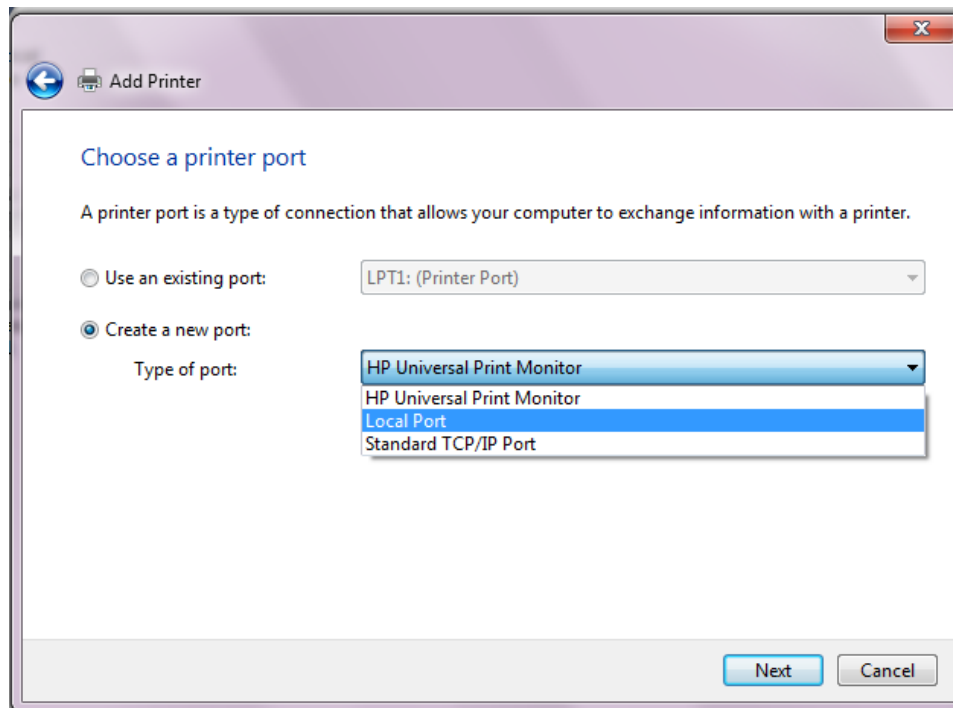 Add Printer
Choose a printer port
A printer port is a type of connection that allows your computer to exchange information with a printer.
Use an existing port: LPT1: (Printer Port)
Create a new port:
Type of port: HP Universal Print Monitor
HP Universal Print Monitor
Local Port
Standard TCP/IP Port
Next Cancel